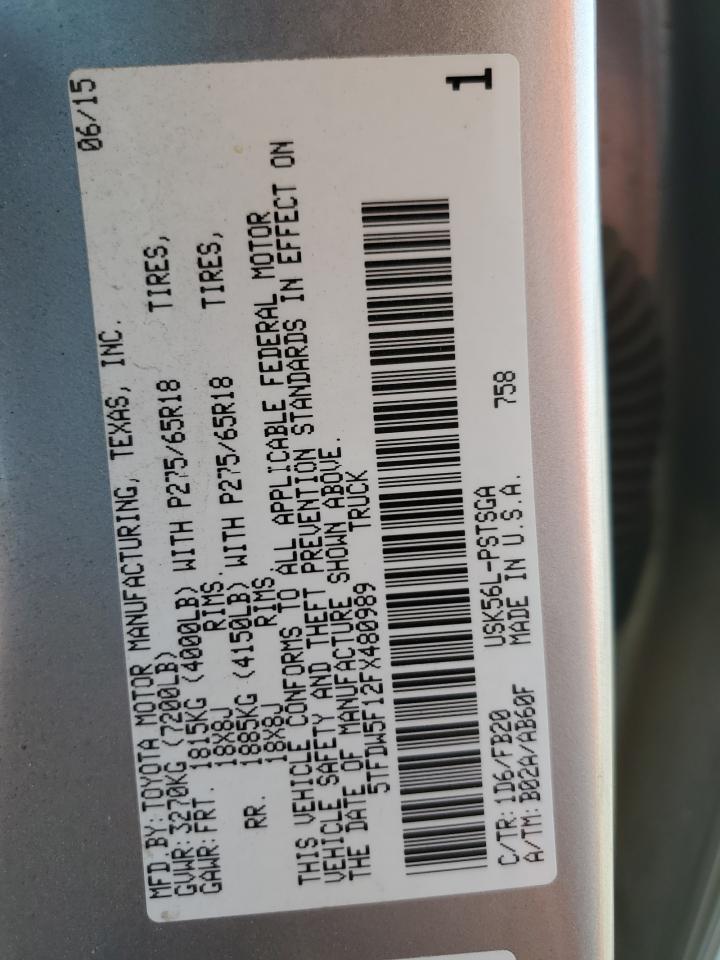 06/15
MFD BY: TOYOTA MOTOR MANUFACTURING, TEXAS, INC.
GVWR: 3270KG (7200LB)
GAWR: FRT. 1815KG (4000LB) WITH P275/65R18 TIRES,
18X8J RIMS,
RR. 1885KG (4150LB) WITH P275/65R18 TIRES,
18X8J RIMS
THIS VEHICLE CONFORMS TO ALL APPLICABLE FEDERAL MOTOR
VEHICLE SAFETY AND THEFT PREVENTION STANDARDS IN EFFECT ON
THE DATE OF MANUFACTURE SHOWN ABOVE.
5TFDW5F12FX480989 TRUCK
1
C/TR: 1D6/FB20 USK56L-PSTSGA
A/TM: B02A/AB60F MADE IN U.S.A. 758